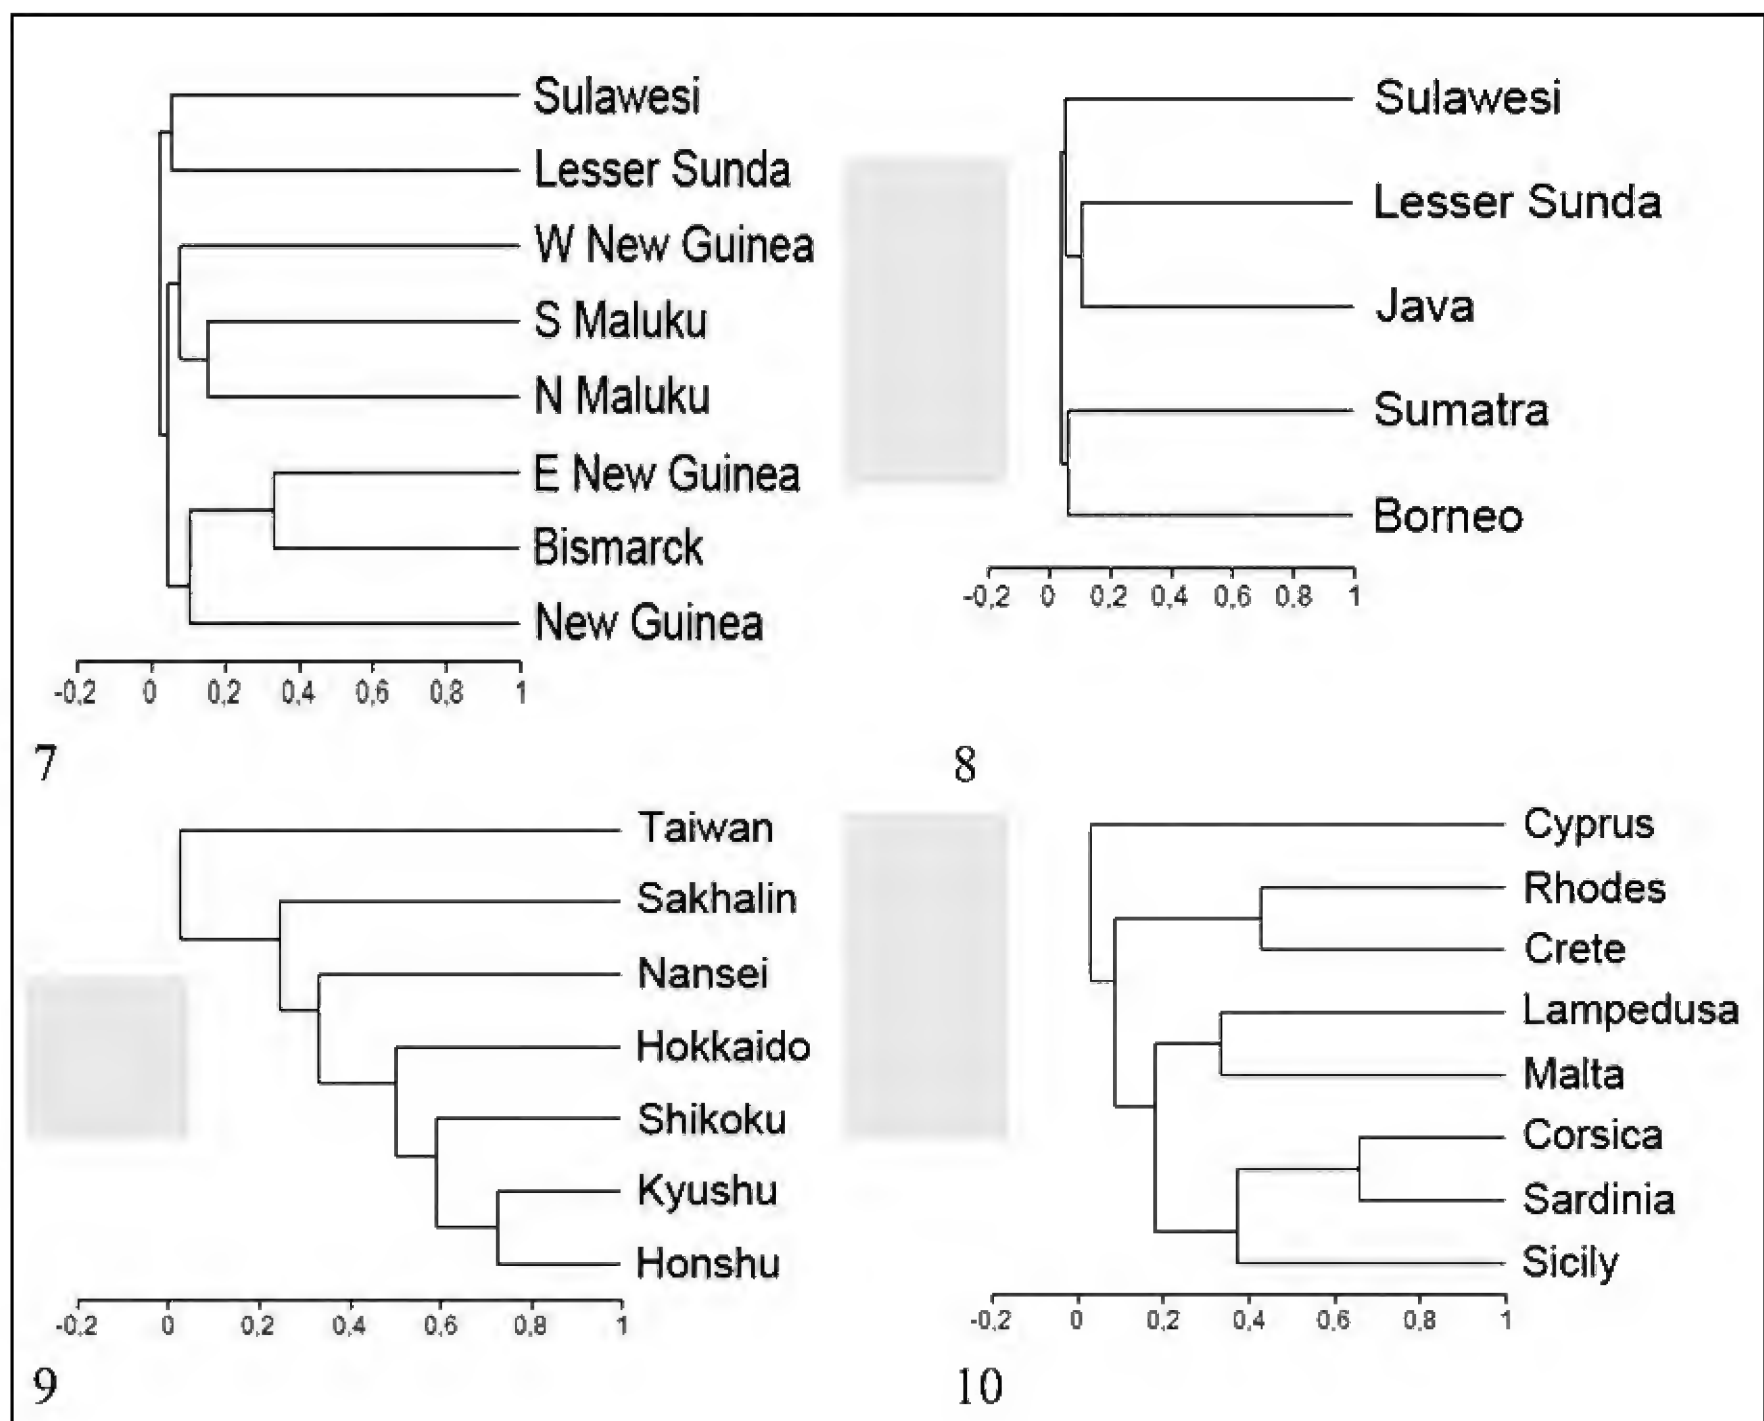 Sulawesi
Lesser Sunda
W New Guinea
S Maluku
N Maluku
E New Guinea
Bismarck
New Guinea
-0,2 0 0,2 0,4 0,6 0,8 1
7
Sulawesi
Lesser Sunda
Java
Sumatra
Borneo
-0,2 0 0,2 0,4 0,6 0,8 1
8
Taiwan
Sakhalin
Nansei
Hokkaido
Shikoku
Kyushu
Honshu
-0,2 0 0,2 0,4 0,6 0,8 1
9
Cyprus
Rhodes
Crete
Lampedusa
Malta
Corsica
Sardinia
Sicily
-0,2 0 0,2 0,4 0,6 0,8 1
10